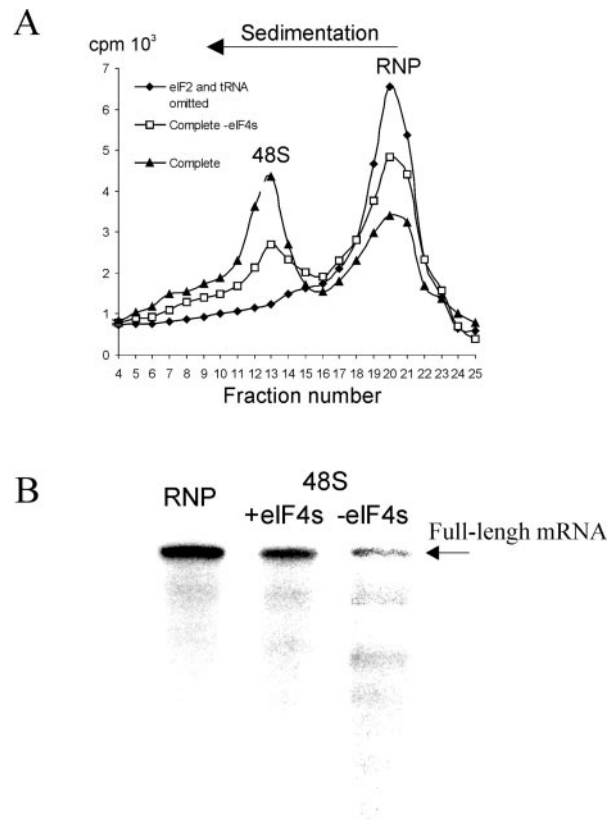 A
Sedimentation
cpm 10³
RNP
7
eIF2 and tRNA
omitted
6
Complete -eIF4s
48S
5
Complete
4
3
2
1
0
4 5 6 7 8 9 10 11 12 13 14 15 16 17 18 19 20 21 22 23 24 25
Fraction number
B
48S
RNP
+eIF4s -eIF4s
Full-lengh mRNA